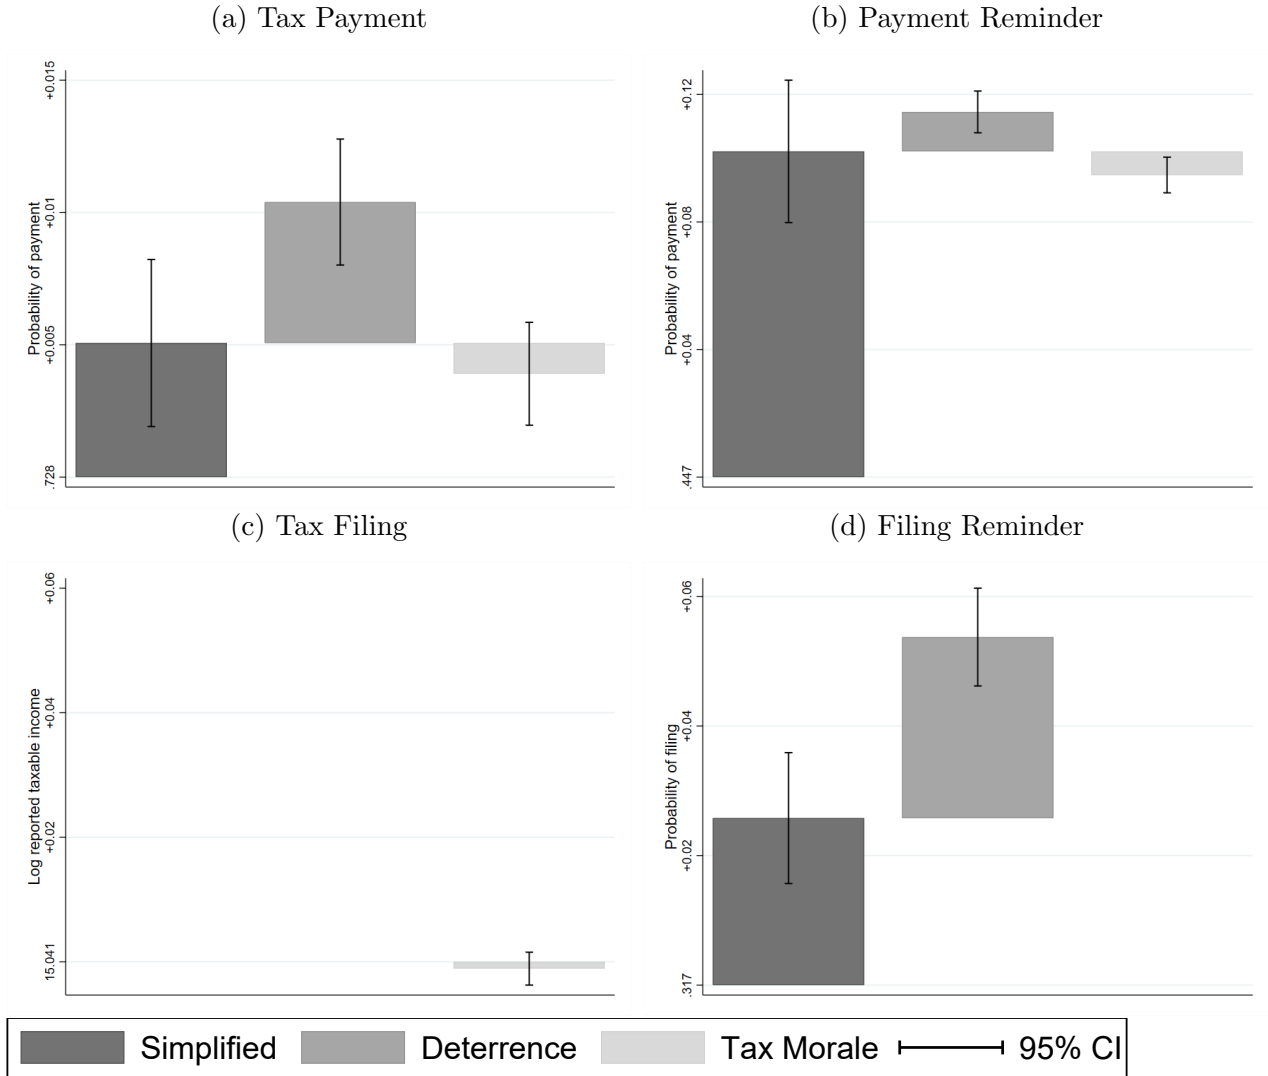 (a) Tax Payment
Probability of payment
+0.015
+0.01
+0.005
.728
(b) Payment Reminder
Probability of payment
+0.12
+0.08
+0.04
.447
(c) Tax Filing
Log reported taxable income
+0.06
+0.04
+0.02
15.041
(d) Filing Reminder
Probability of filing
+0.06
+0.04
+0.02
.317
Simplified Deterrence Tax Morale 95% CI